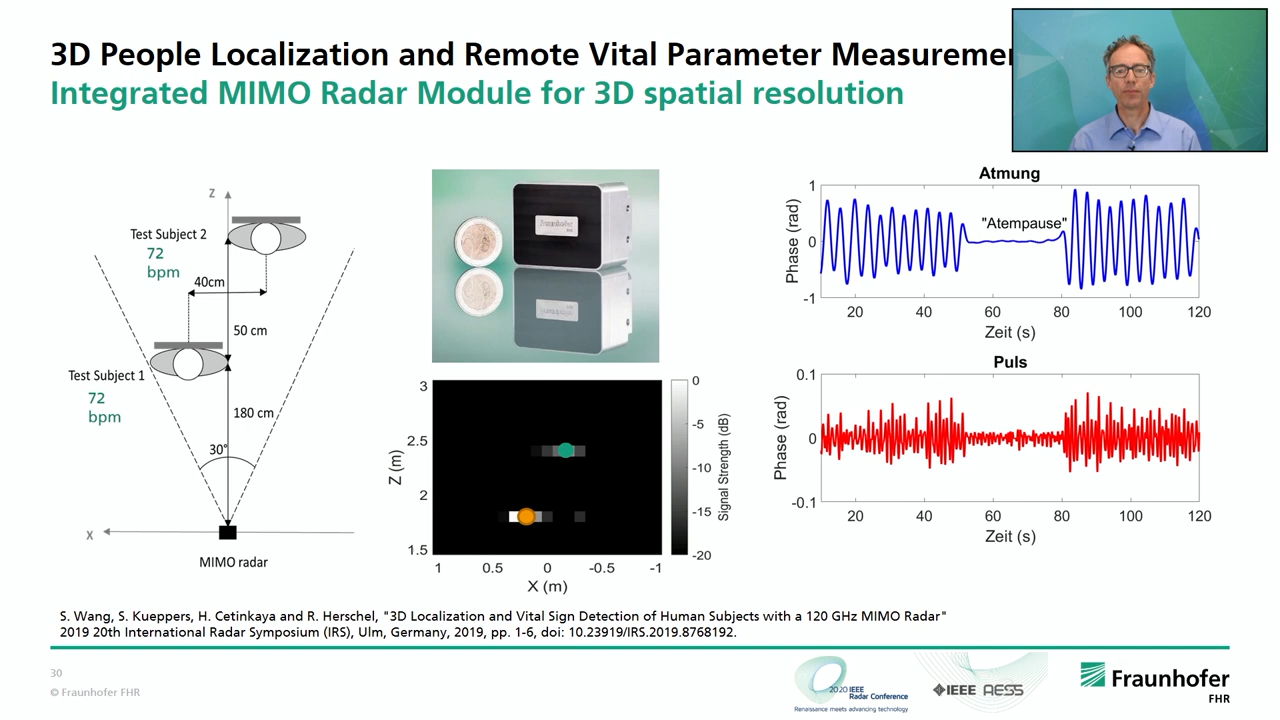 3D People Localization and Remote Vital Parameter Measuremen
Integrated MIMO Radar Module for 3D spatial resolution
Z
Test Subject 2
72
bpm
40cm
50 cm
Test Subject 1
72
bpm
180 cm
30°
X
MIMO radar
Fraunhofer
3
2.5
2
1.5
Z (m)
1
0.5
0
-0.5
-1
X (m)
0
-5
-10
-15
-20
Signal Strength (dB)
Atmung
1
0
-1
Phase (rad)
"Atempause"
20
40
60
80
100
120
Zeit (s)
Puls
0.1
0
-0.1
Phase (rad)
20
40
60
80
100
120
Zeit (s)
S. Wang, S. Kueppers, H. Cetinkaya and R. Herschel, "3D Localization and Vital Sign Detection of Human Subjects with a 120 GHz MIMO Radar"
2019 20th International Radar Symposium (IRS), Ulm, Germany, 2019, pp. 1-6, doi: 10.23919/IRS.2019.8768192.
30
© Fraunhofer FHR
2020 IEEE
Radar Conference
Renaissance meets advancing technology
IEEE AESS
Fraunhofer
FHR